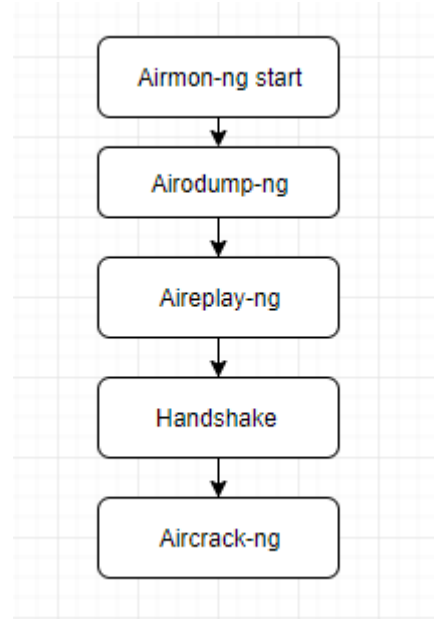 Airmon-ng start
Airodump-ng
Aireplay-ng
Handshake
Aircrack-ng